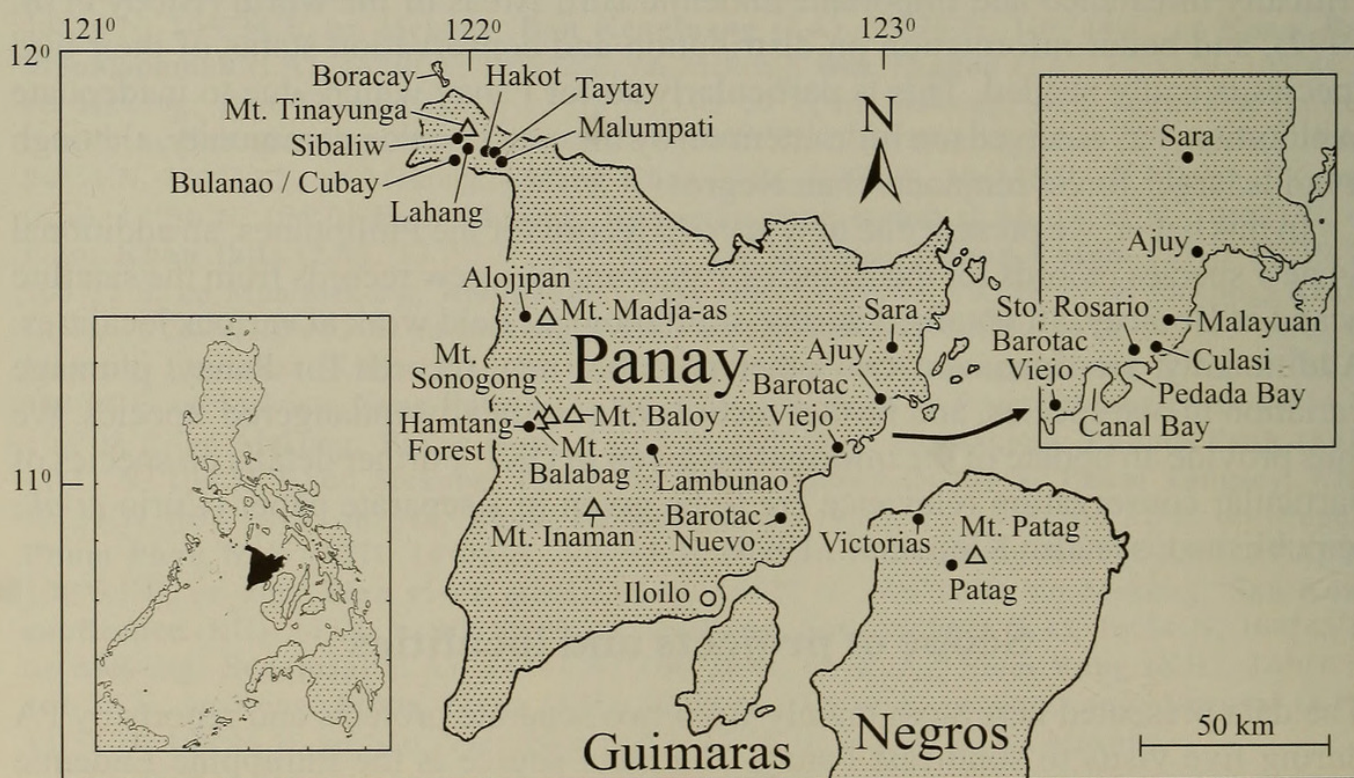 121⁰
122⁰
123⁰
12⁰
Boracay
Hakot
Taytay
Mt. Tinayunga
Malumpati
Sibaliw
Bulanao / Cubay
Lahang
N
Sara
Ajuy
Sto. Rosario
Malayuan
Barotac
Viejo
Culasi
Pedada Bay
Canal Bay
Alojipan
Mt. Madja-as
Sara
Panay
Ajuy
Mt.
Sonogong
Barotac
Viejo
Mt. Baloy
Hamtang
Forest
Mt.
Balabag
Lambunao
11⁰
Mt. Inaman
Barotac
Nuevo
Victorias
Mt. Patag
Patag
Iloilo
Guimaras
Negros
50 km